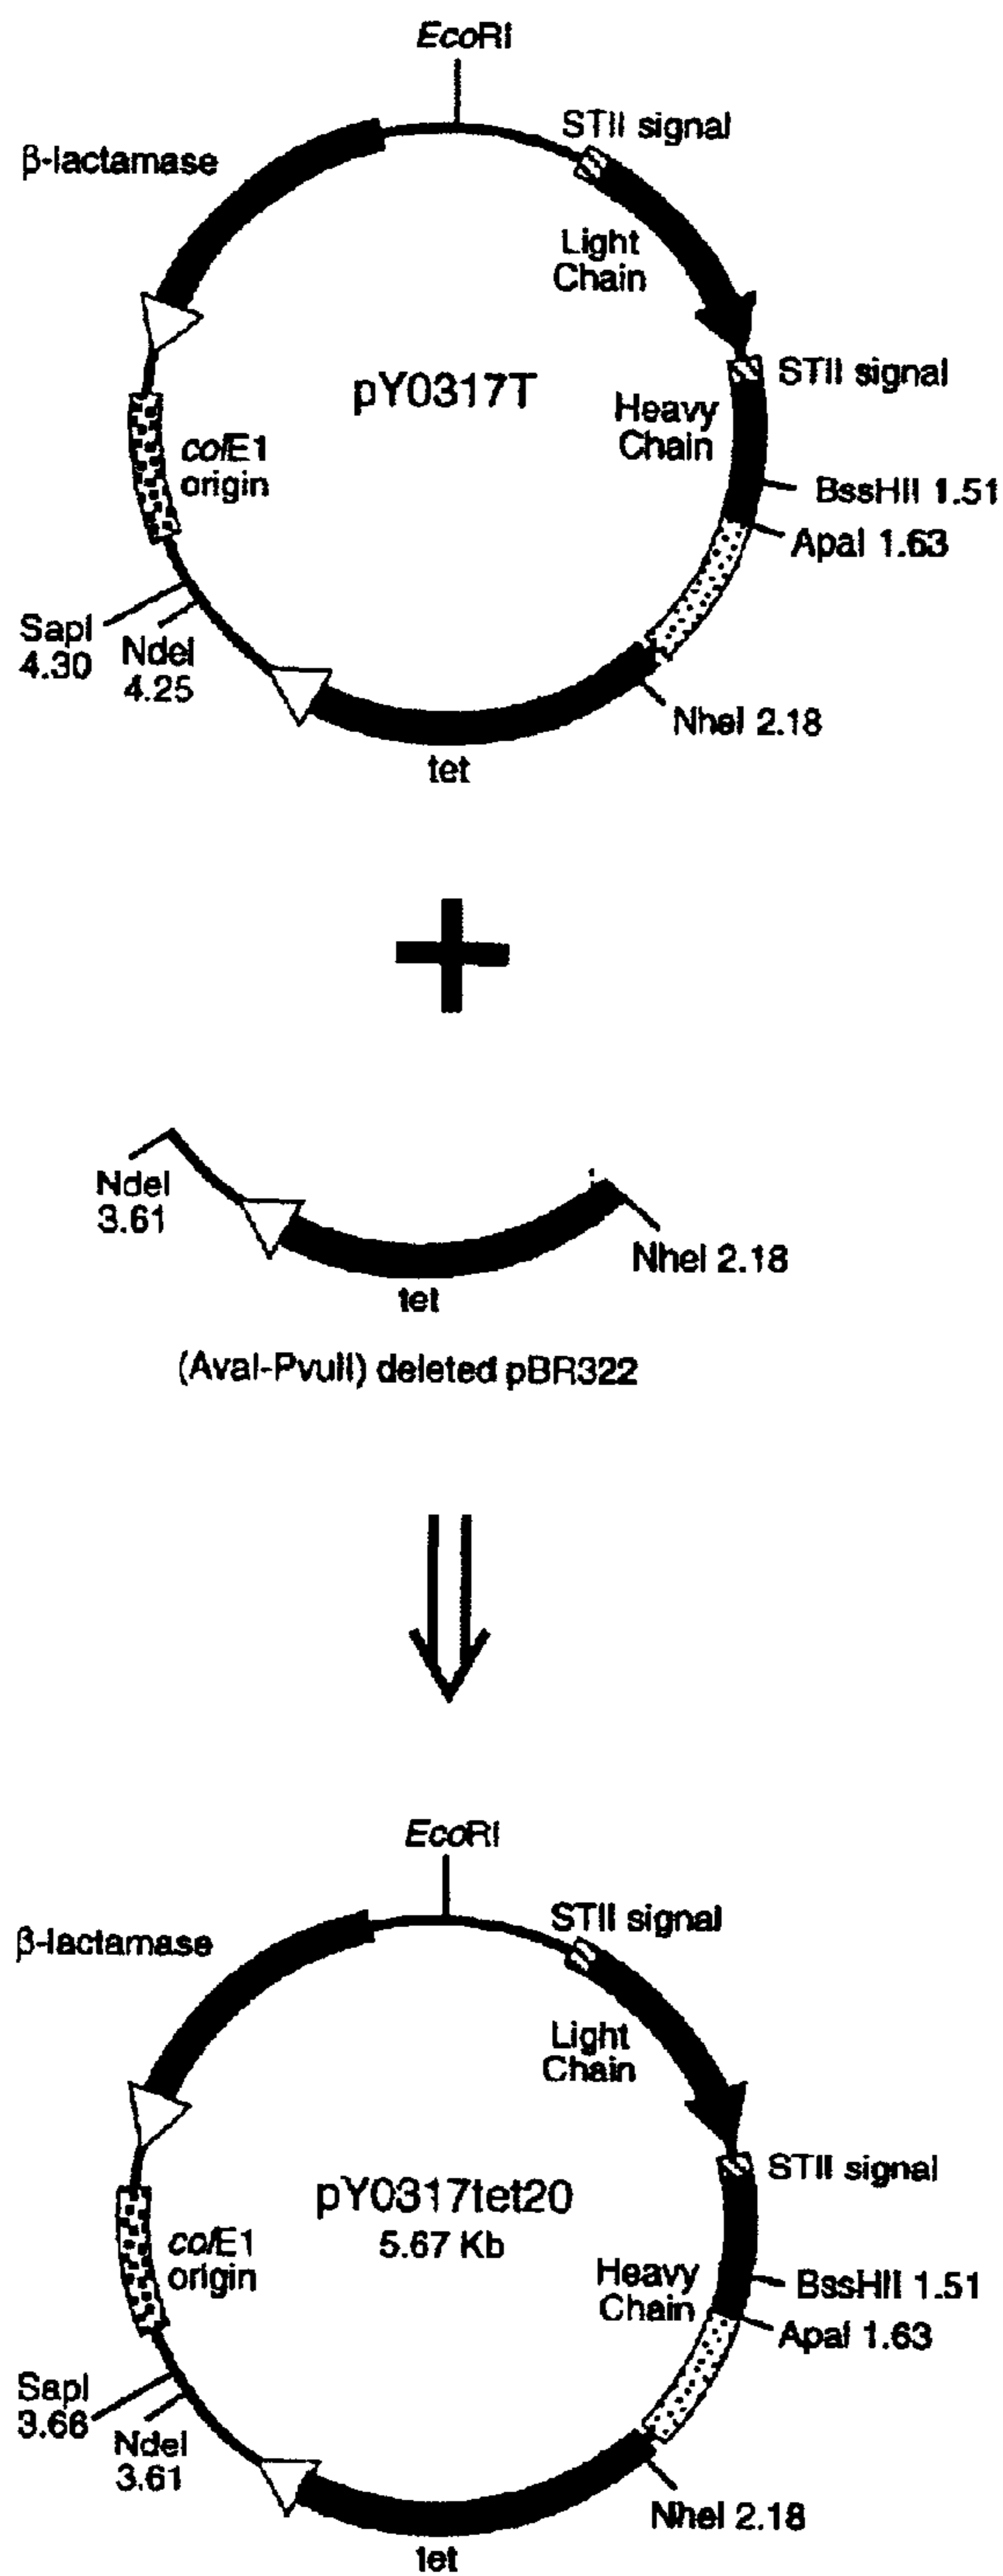 EcoRI
STII signal
β-lactamase
Light
Chain
pY0317T
STII signal
Heavy
Chain
colE1
origin
BssHII 1.51
ApaI 1.63
SapI
4.30
NdeI
4.25
NheI 2.18
tet
+
NdeI
3.61
NheI 2.18
tet
(AvaI-PvuII) deleted pBR322
EcoRI
STII signal
β-lactamase
Light
Chain
STII signal
pY0317tet20
5.67 Kb
colE1
origin
Heavy
Chain
BssHII 1.51
ApaI 1.63
SapI
3.66
NdeI
3.61
NheI 2.18
tet